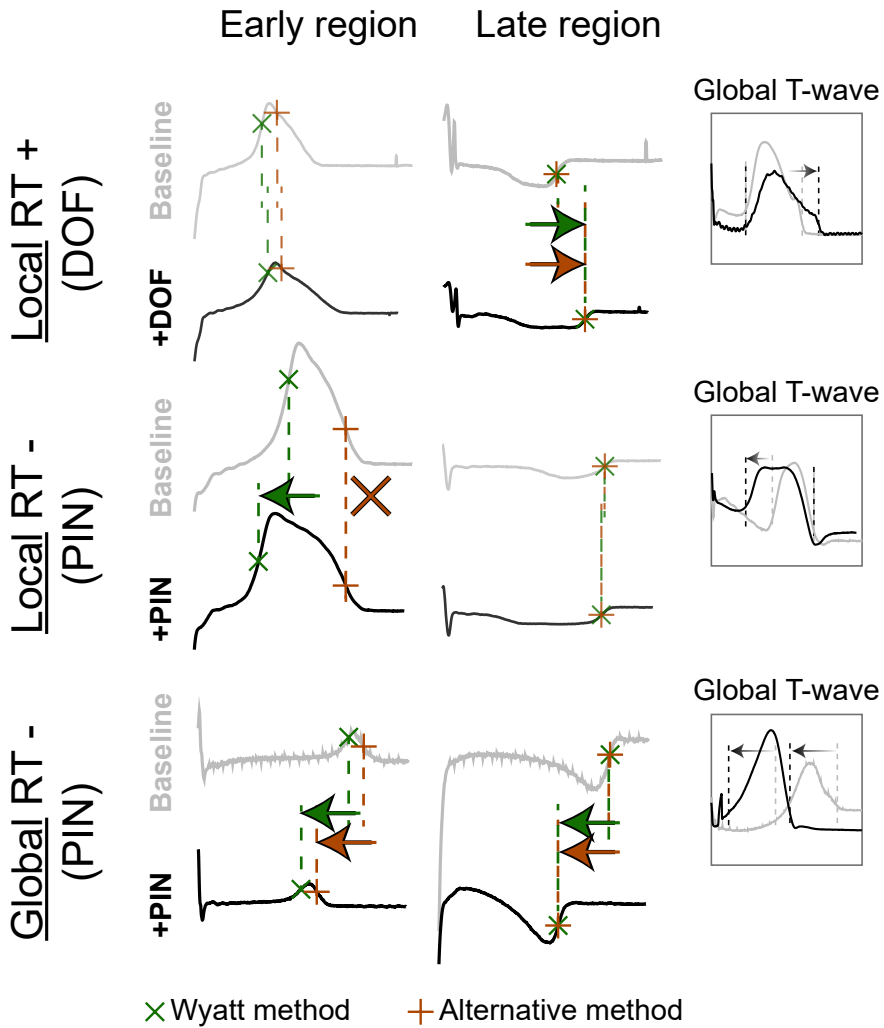 Early region
Late region
Local RT +
(DOF)
Baseline
+DOF
Global T-wave
Local RT -
(PIN)
Baseline
+PIN
Global T-wave
Global RT -
(PIN)
Baseline
+PIN
Global T-wave
Wyatt method
Alternative method